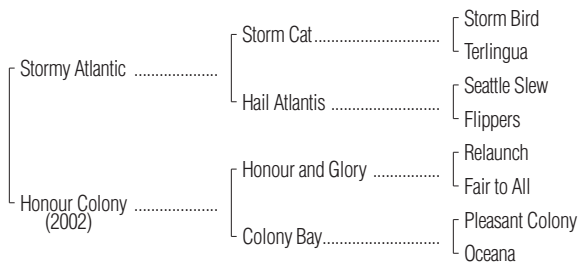 Storm Bird
Storm Cat
Terlingua
Stormy Atlantic
Seattle Slew
Hail Atlantis
Flippers
Relaunch
Honour and Glory
Fair to All
Honour Colony
(2002)
Pleasant Colony
Colony Bay
Oceana